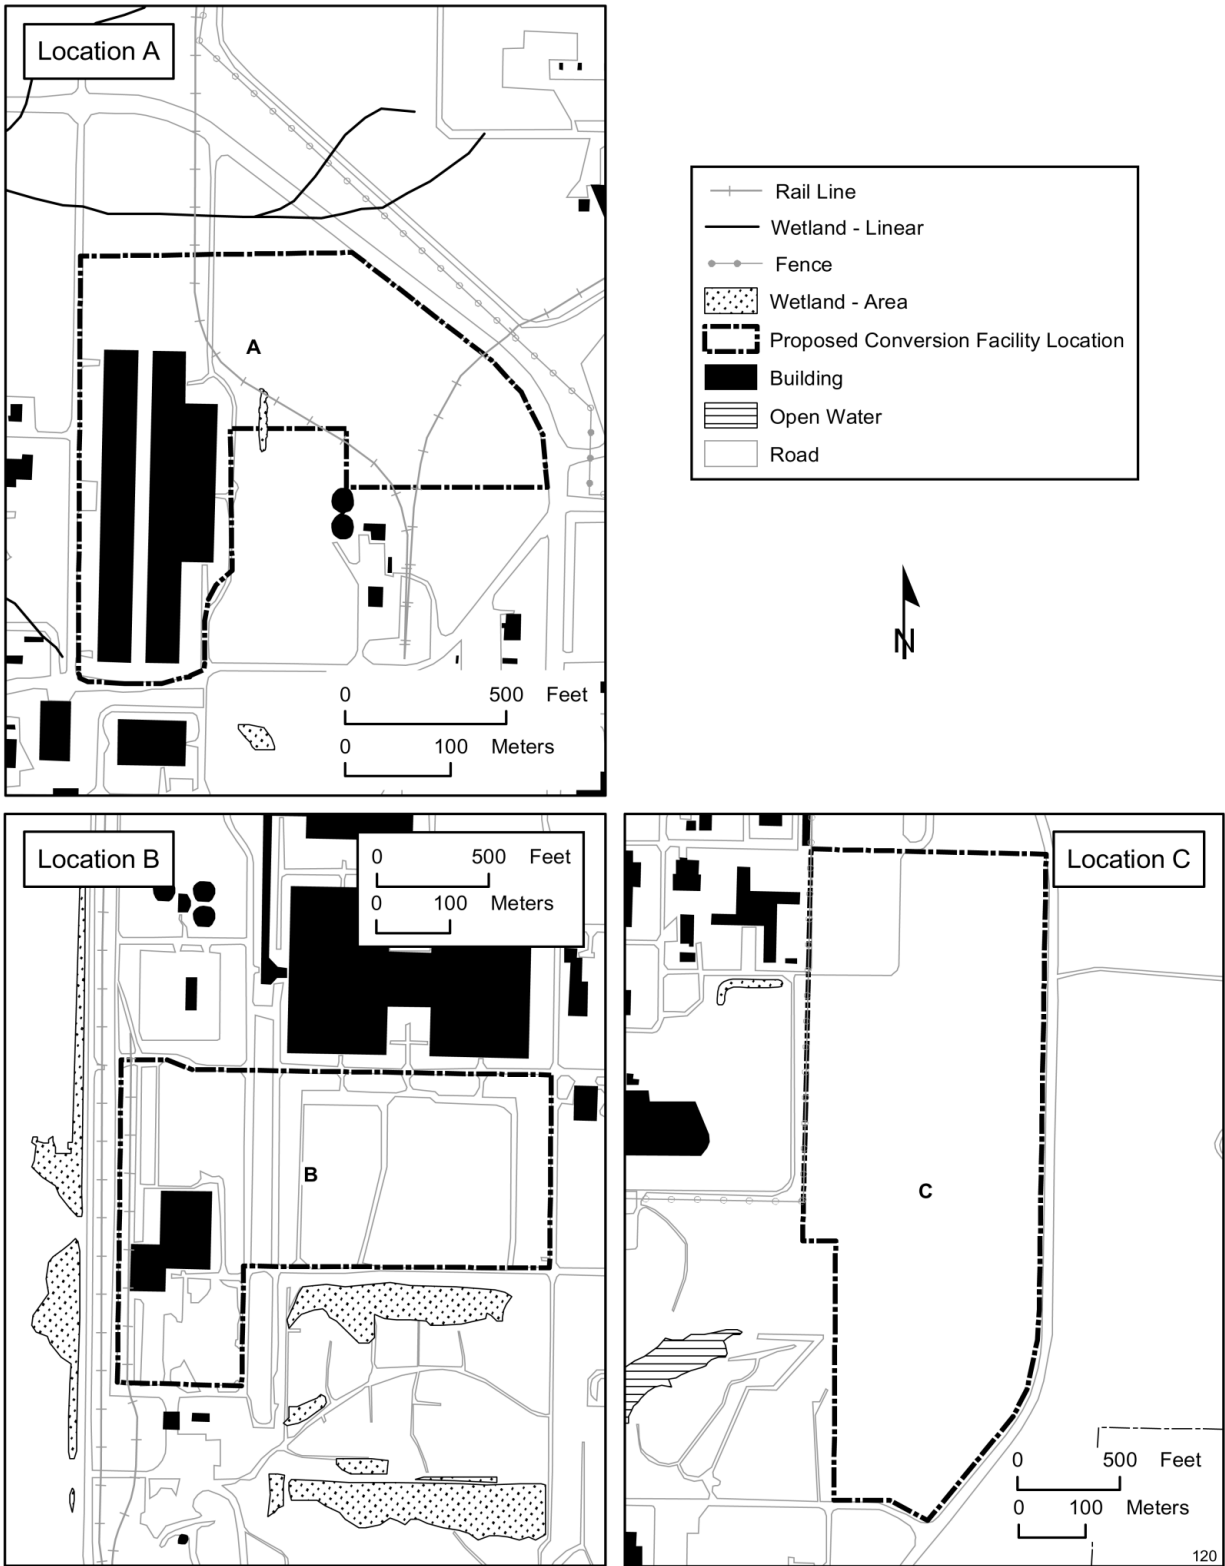 Location A
A
0 500 Feet
0 100 Meters
Rail Line
Wetland - Linear
Fence
Wetland - Area
Proposed Conversion Facility Location
Building
Open Water
Road
N
Location B
0 500 Feet
0 100 Meters
B
Location C
C
0 500 Feet
0 100 Meters
120